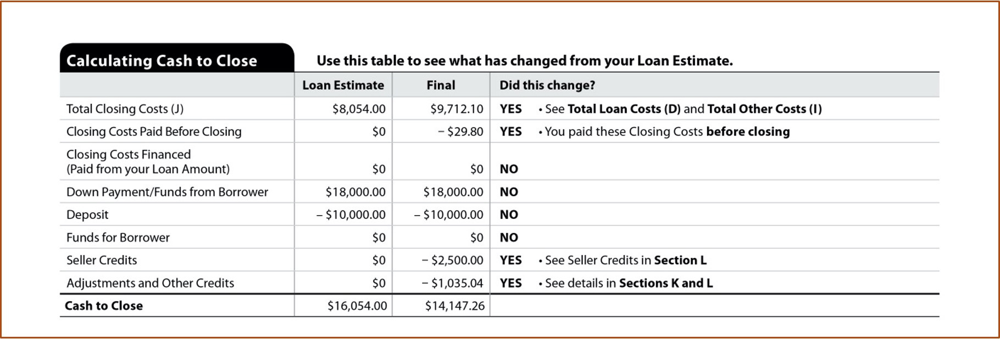 Calculating Cash to Close Use this table to see what has changed from your Loan Estimate.
Loan Estimate Final Did this change?
Total Closing Costs (J) $8,054.00 $9,712.10 YES • See Total Loan Costs (D) and Total Other Costs (I)
Closing Costs Paid Before Closing $0 – $29.80 YES • You paid these Closing Costs before closing
Closing Costs Financed
(Paid from your Loan Amount) $0 $0 NO
Down Payment/Funds from Borrower $18,000.00 $18,000.00 NO
Deposit – $10,000.00 – $10,000.00 NO
Funds for Borrower $0 $0 NO
Seller Credits $0 – $2,500.00 YES • See Seller Credits in Section L
Adjustments and Other Credits $0 – $1,035.04 YES • See details in Sections K and L
Cash to Close $16,054.00 $14,147.26